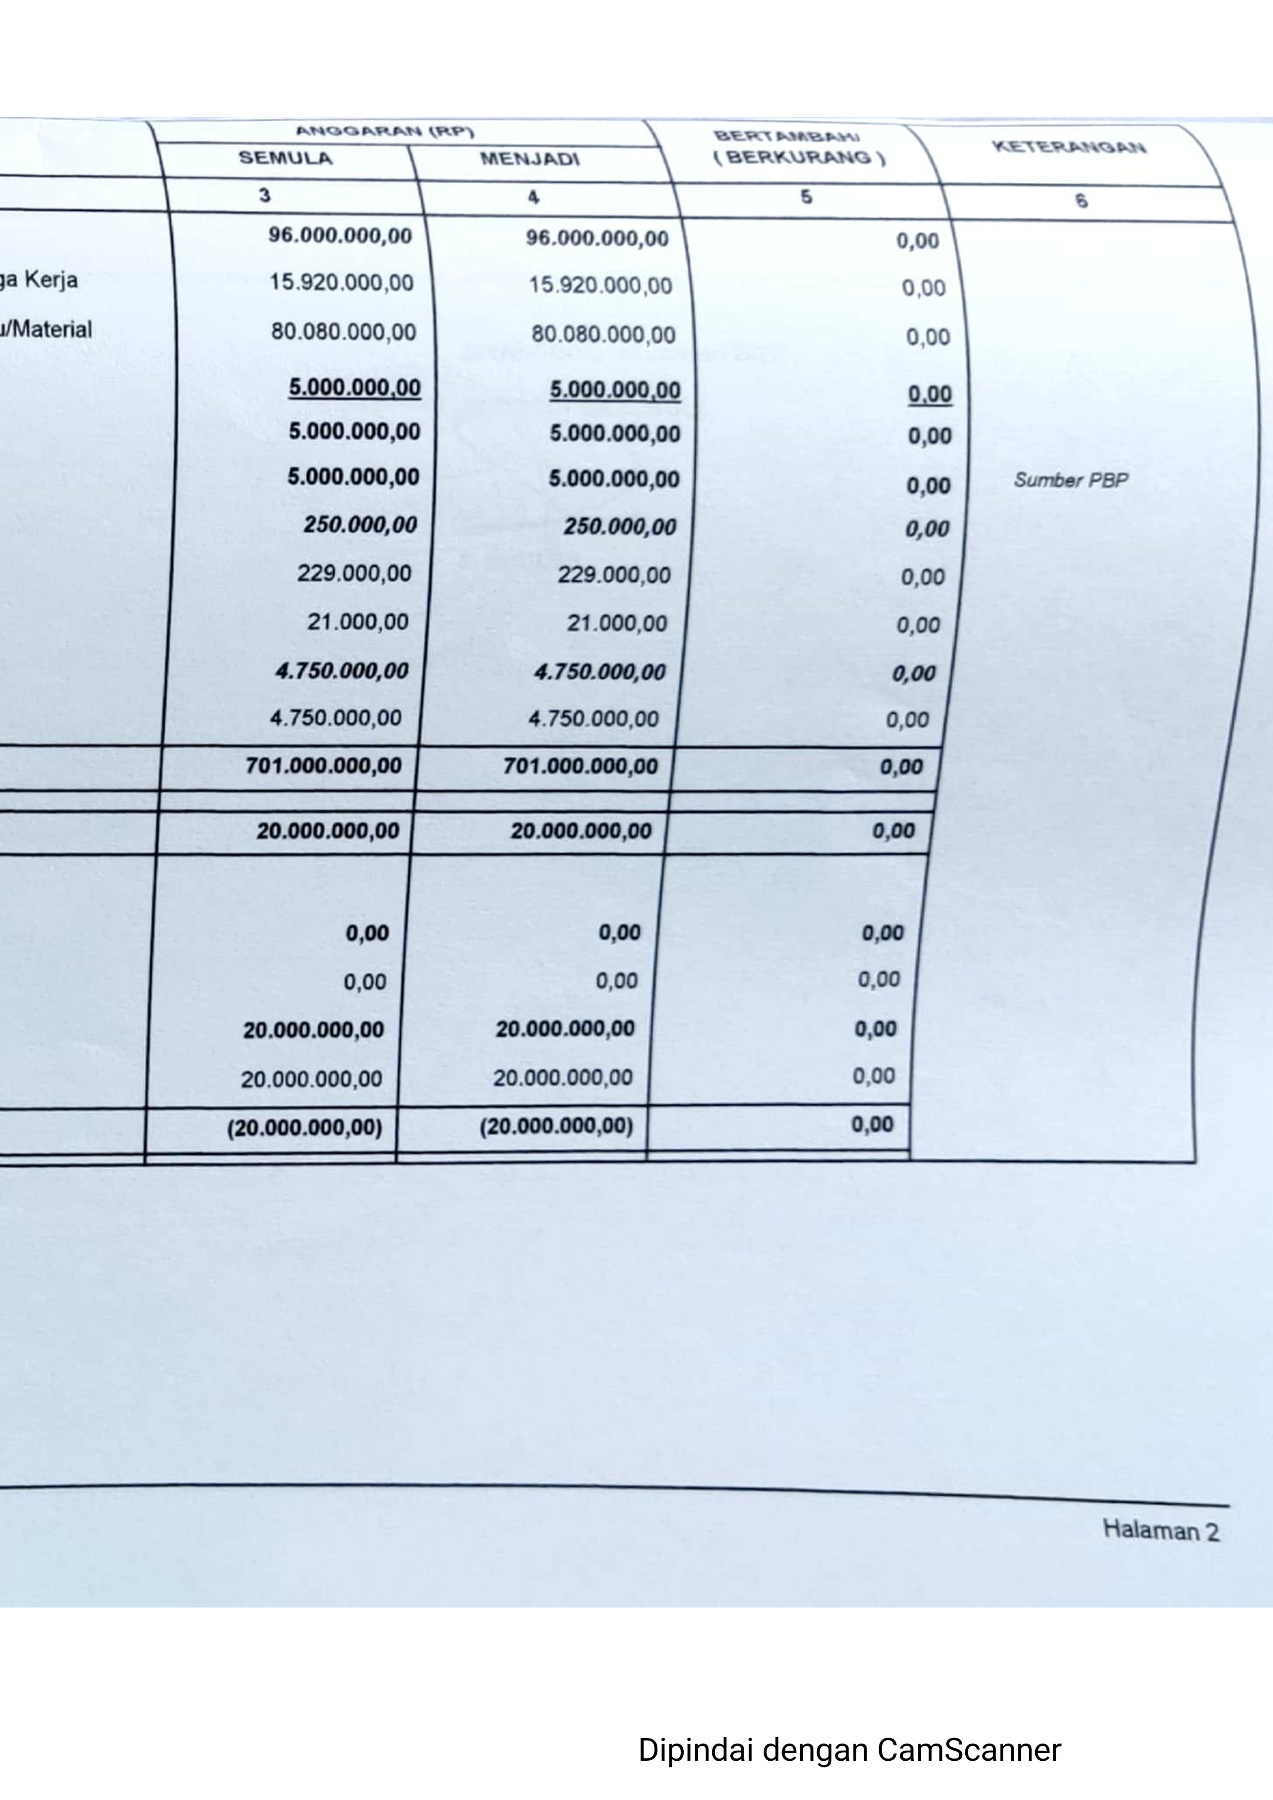 ANGGARAN (RP)
BERTAMBAH/
( BERKURANG )
KETERANGAN
SEMULA MENJADI
3 4 5 6
96.000.000,00 96.000.000,00 0,00
Kerja 15.920.000,00 15.920.000,00 0,00
/Material 80.080.000,00 80.080.000,00 0,00
5.000.000,00 5.000.000,00 0,00
5.000.000,00 5.000.000,00 0,00
5.000.000,00 5.000.000,00 0,00 Sumber PBP
250.000,00 250.000,00 0,00
229.000,00 229.000,00 0,00
21.000,00 21.000,00 0,00
4.750.000,00 4.750.000,00 0,00
4.750.000,00 4.750.000,00 0,00
701.000.000,00 701.000.000,00 0,00
20.000.000,00 20.000.000,00 0,00
0,00 0,00 0,00
0,00 0,00 0,00
20.000.000,00 20.000.000,00 0,00
20.000.000,00 20.000.000,00 0,00
(20.000.000,00) (20.000.000,00) 0,00
Halaman 2
Dipindai dengan CamScanner